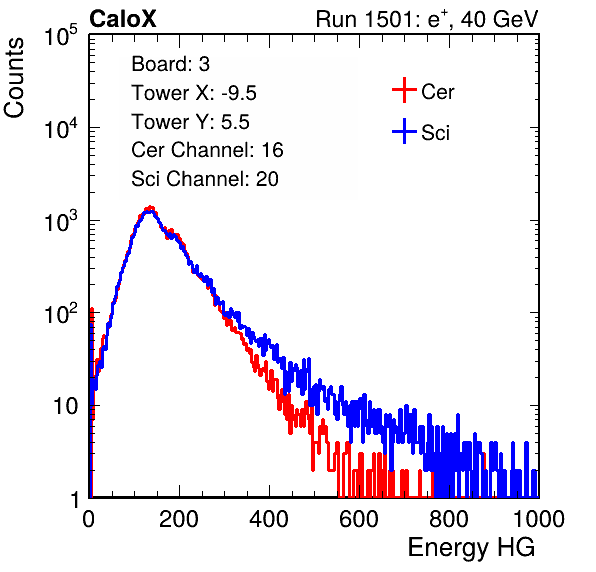 CaloX Run 1501: e⁺, 40 GeV
Counts
Board: 3
Tower X: -9.5
Tower Y: 5.5
Cer Channel: 16
Sci Channel: 20
Cer
Sci
10⁵
10⁴
10³
10²
10
1
0 200 400 600 800 1000
Energy HG